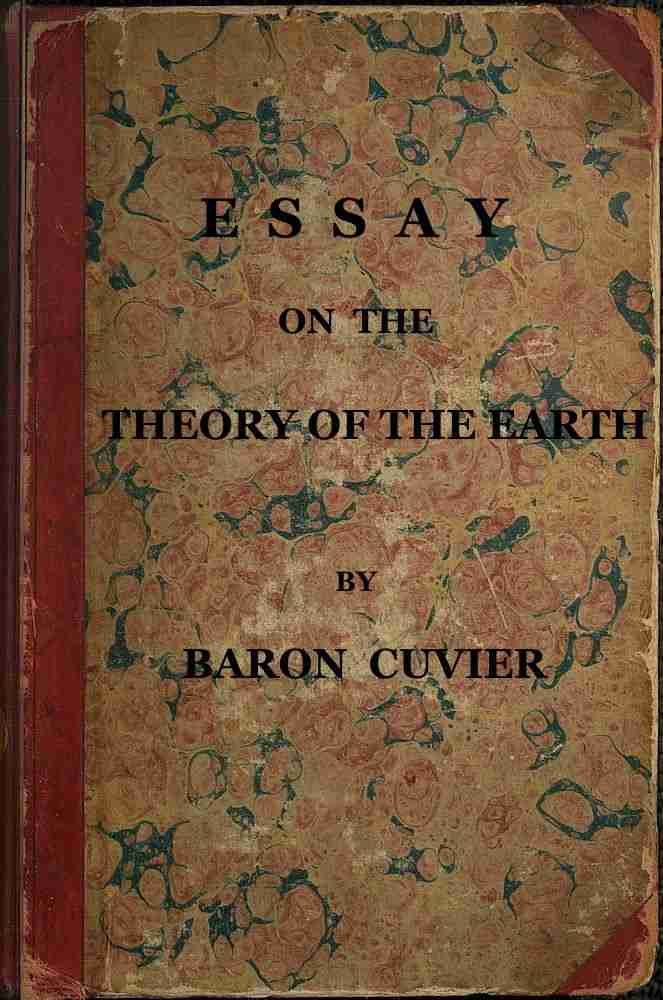 ESSAY
ON THE
THEORY OF THE EARTH
BY
BARON CUVIER